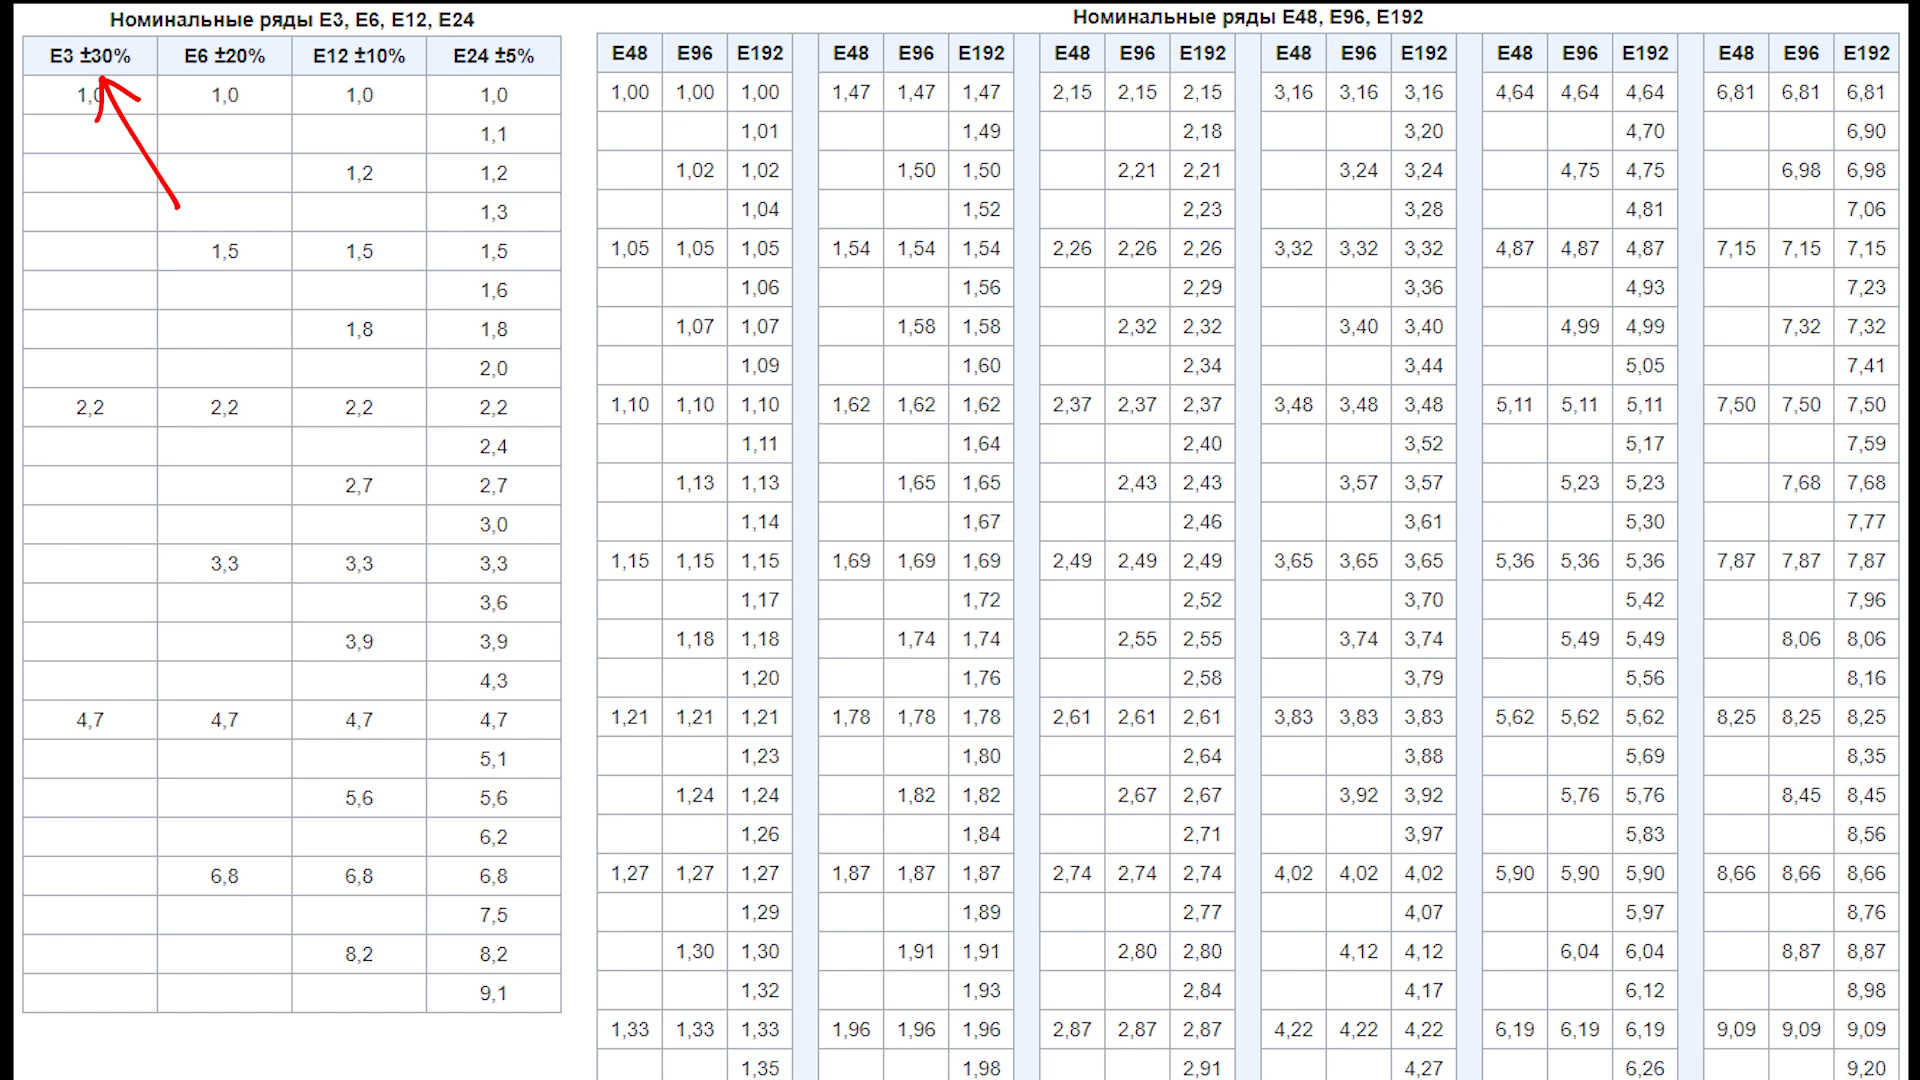 Номинальные ряды E3, E6, E12, E24
E3 ±30% E6 ±20% E12 ±10% E24 ±5%
1,0 1,0 1,0 1,0
1,1
1,2 1,2
1,3
1,5 1,5 1,5
1,6
1,8 1,8
2,0
2,2 2,2 2,2 2,2
2,4
2,7 2,7
3,0
3,3 3,3 3,3
3,6
3,9 3,9
4,3
4,7 4,7 4,7 4,7
5,1
5,6 5,6
6,2
6,8 6,8 6,8
7,5
8,2 8,2
9,1
Номинальные ряды E48, E96, E192
E48 E96 E192 E48 E96 E192 E48 E96 E192 E48 E96 E192 E48 E96 E192 E48 E96 E192
1,00 1,00 1,00 1,47 1,47 1,47 2,15 2,15 2,15 3,16 3,16 3,16 4,64 4,64 4,64 6,81 6,81 6,81
1,01 1,49 2,18 3,20 4,70 6,90
1,02 1,02 1,50 1,50 2,21 2,21 3,24 3,24 4,75 4,75 6,98 6,98
1,04 1,52 2,23 3,28 4,81 7,06
1,05 1,05 1,05 1,54 1,54 1,54 2,26 2,26 2,26 3,32 3,32 3,32 4,87 4,87 4,87 7,15 7,15 7,15
1,06 1,56 2,29 3,36 4,93 7,23
1,07 1,07 1,58 1,58 2,32 2,32 3,40 3,40 4,99 4,99 7,32 7,32
1,09 1,60 2,34 3,44 5,05 7,41
1,10 1,10 1,10 1,62 1,62 1,62 2,37 2,37 2,37 3,48 3,48 3,48 5,11 5,11 5,11 7,50 7,50 7,50
1,11 1,64 2,40 3,52 5,17 7,59
1,13 1,13 1,65 1,65 2,43 2,43 3,57 3,57 5,23 5,23 7,68 7,68
1,14 1,67 2,46 3,61 5,30 7,77
1,15 1,15 1,15 1,69 1,69 1,69 2,49 2,49 2,49 3,65 3,65 3,65 5,36 5,36 5,36 7,87 7,87 7,87
1,17 1,72 2,52 3,70 5,42 7,96
1,18 1,18 1,74 1,74 2,55 2,55 3,74 3,74 5,49 5,49 8,06 8,06
1,20 1,76 2,58 3,79 5,56 8,16
1,21 1,21 1,21 1,78 1,78 1,78 2,61 2,61 2,61 3,83 3,83 3,83 5,62 5,62 5,62 8,25 8,25 8,25
1,23 1,80 2,64 3,88 5,69 8,35
1,24 1,24 1,82 1,82 2,67 2,67 3,92 3,92 5,76 5,76 8,45 8,45
1,26 1,84 2,71 3,97 5,83 8,56
1,27 1,27 1,27 1,87 1,87 1,87 2,74 2,74 2,74 4,02 4,02 4,02 5,90 5,90 5,90 8,66 8,66 8,66
1,29 1,89 2,77 4,07 5,97 8,76
1,30 1,30 1,91 1,91 2,80 2,80 4,12 4,12 6,04 6,04 8,87 8,87
1,32 1,93 2,84 4,17 6,12 8,98
1,33 1,33 1,33 1,96 1,96 1,96 2,87 2,87 2,87 4,22 4,22 4,22 6,19 6,19 6,19 9,09 9,09 9,09
1,35 1,98 2,91 4,27 6,26 9,20